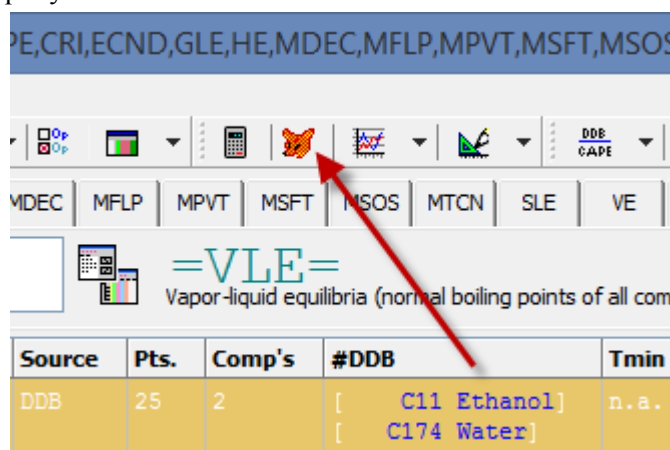 PE,CRI,ECND,GLE,HE,MDEC,MFLP,MPVT,MSFT,MSOS
Op
Op
DDB
CAPE
MDEC MFLP MPVT MSFT MSOS MTCN SLE VE
=VLE=
Vapor-liquid equilibria (normal boiling points of all com
Source Pts. Comp's #DDB Tmin
DDB 25 2 [ C11 Ethanol] n.a.
[ C174 Water]